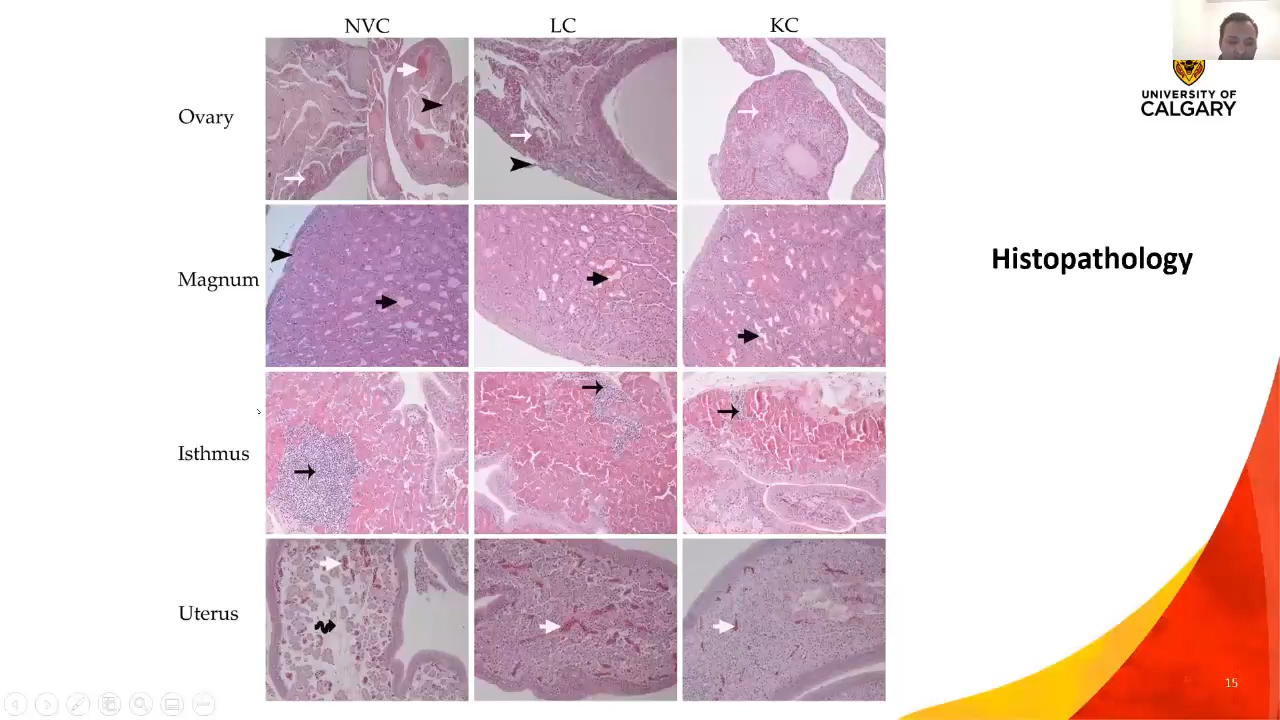 NVC LC KC
Ovary
Magnum
Isthmus
Uterus
Histopathology
UNIVERSITY OF
CALGARY
15